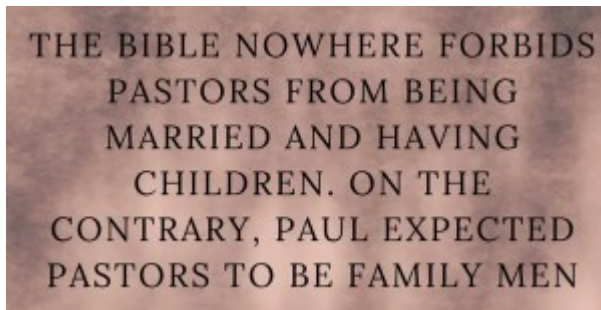 THE BIBLE NOWHERE FORBIDS
PASTORS FROM BEING
MARRIED AND HAVING
CHILDREN. ON THE
CONTRARY, PAUL EXPECTED
PASTORS TO BE FAMILY MEN